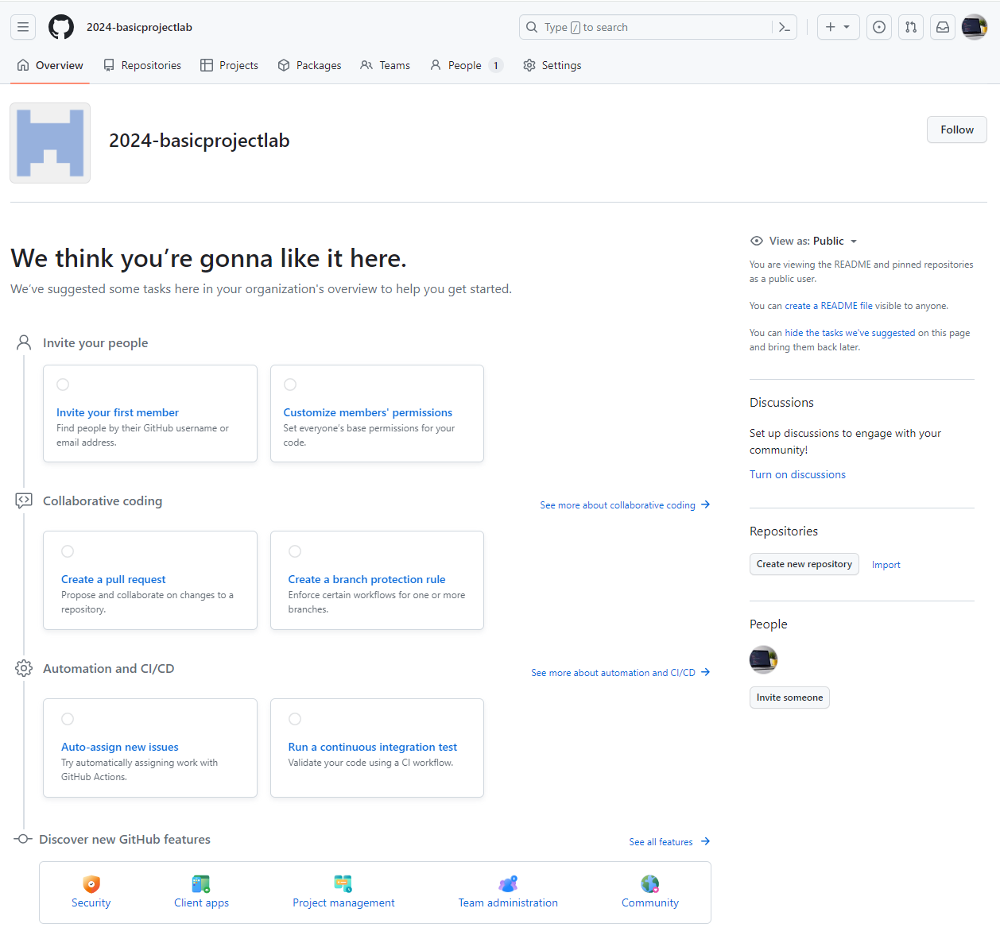 2024-basicprojectlab
Type / to search
Overview
Repositories
Projects
Packages
Teams
People 1
Settings
2024-basicprojectlab
Follow
We think you’re gonna like it here.
We’ve suggested some tasks here in your organization's overview to help you get started.
Invite your people
Invite your first member
Find people by their GitHub username or
email address.
Customize members' permissions
Set everyone's base permissions for your
code.
Collaborative coding
See more about collaborative coding
Create a pull request
Propose and collaborate on changes to a
repository.
Create a branch protection rule
Enforce certain workflows for one or more
branches.
Automation and CI/CD
See more about automation and CI/CD
Auto-assign new issues
Try automatically assigning work with
GitHub Actions.
Run a continuous integration test
Validate your code using a CI workflow.
Discover new GitHub features
See all features
Security
Client apps
Project management
Team administration
Community
View as: Public
You are viewing the README and pinned repositories
as a public user.
You can create a README file visible to anyone.
You can hide the tasks we've suggested on this page
and bring them back later.
Discussions
Set up discussions to engage with your
community!
Turn on discussions
Repositories
Create new repository
Import
People
Invite someone